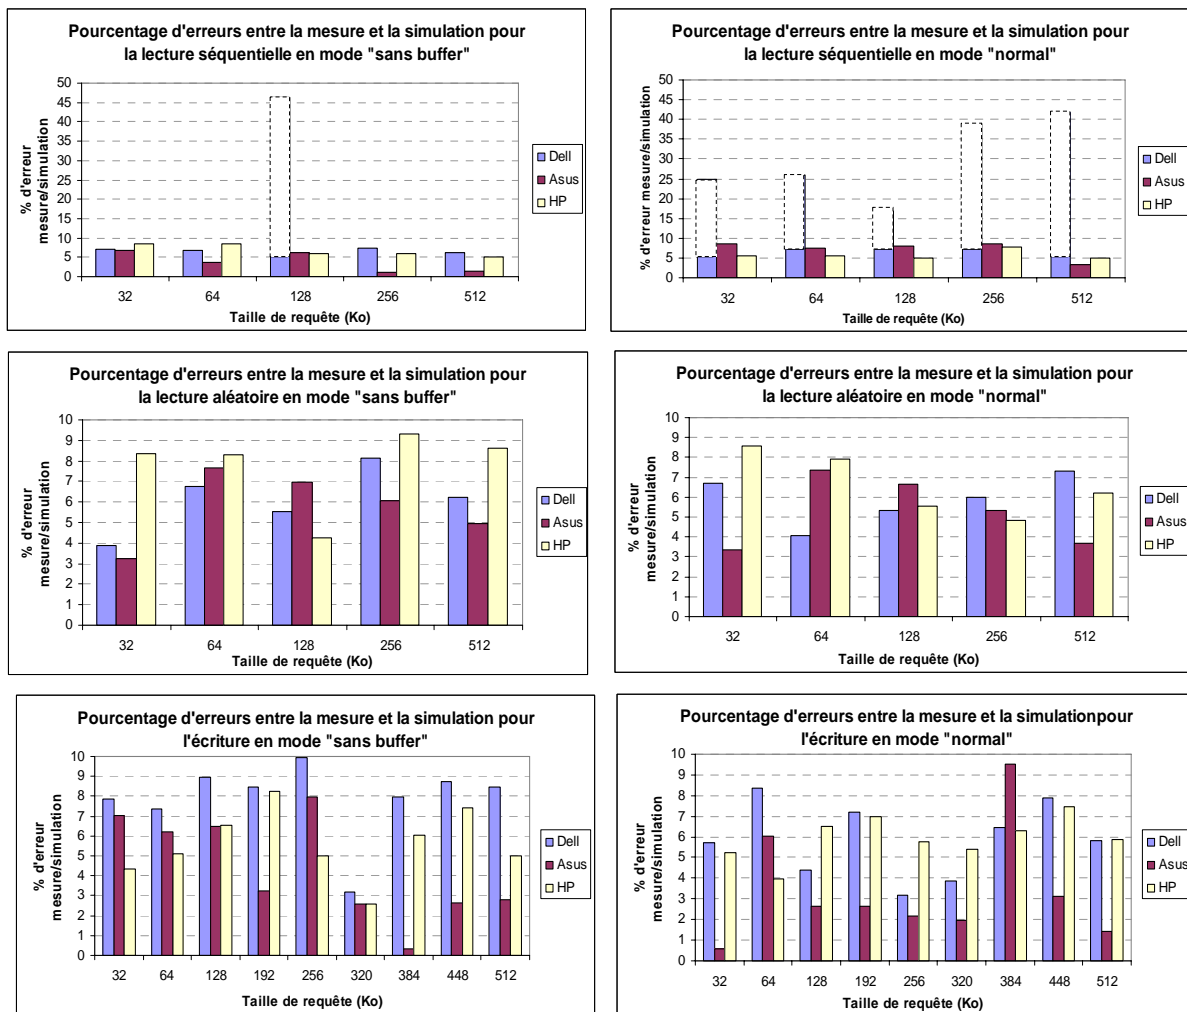 Pourcentage d'erreurs entre la mesure et la simulation pour
la lecture séquentielle en mode "sans buffer"
50
45
40
35
30
25
20
15
10
5
0
% d'erreur
mesure/simulation
32 64 128 256 512
Taille de requête (Ko)
Dell
Asus
HP
Pourcentage d'erreurs entre la mesure et la simulation pour
la lecture séquentielle en mode "normal"
50
45
40
35
30
25
20
15
10
5
0
% d'erreur mesure/simulation
32 64 128 256 512
Taille de requête (Ko)
Dell
Asus
HP
Pourcentage d'erreurs entre la mesure et la simulation pour
la lecture aléatoire en mode "sans buffer"
10
9
8
7
6
5
4
3
2
1
0
% d'erreur
mesure/simulation
32 64 128 256 512
Taille de requête (Ko)
Dell
Asus
HP
Pourcentage d'erreurs entre la mesure et la simulation pour
la lecture aléatoire en mode "normal"
10
9
8
7
6
5
4
3
2
1
0
% d'erreur
mesure/simulation
32 64 128 256 512
Taille de requête (Ko)
Dell
Asus
HP
Pourcentage d'erreurs entre la mesure et la simulation pour
l'écriture en mode "sans buffer"
10
9
8
7
6
5
4
3
2
1
0
% d'erreur
mesure/simulation
32 64 128 192 256 320 384 448 512
Taille de requête (Ko)
Dell
Asus
HP
Pourcentage d'erreurs entre la mesure et la simulationpour
l'écriture en mode "normal"
10
9
8
7
6
5
4
3
2
1
0
% d'erreur
mesure/simulation
32 64 128 192 256 320 384 448 512
Taille de requête (Ko)
Dell
Asus
HP